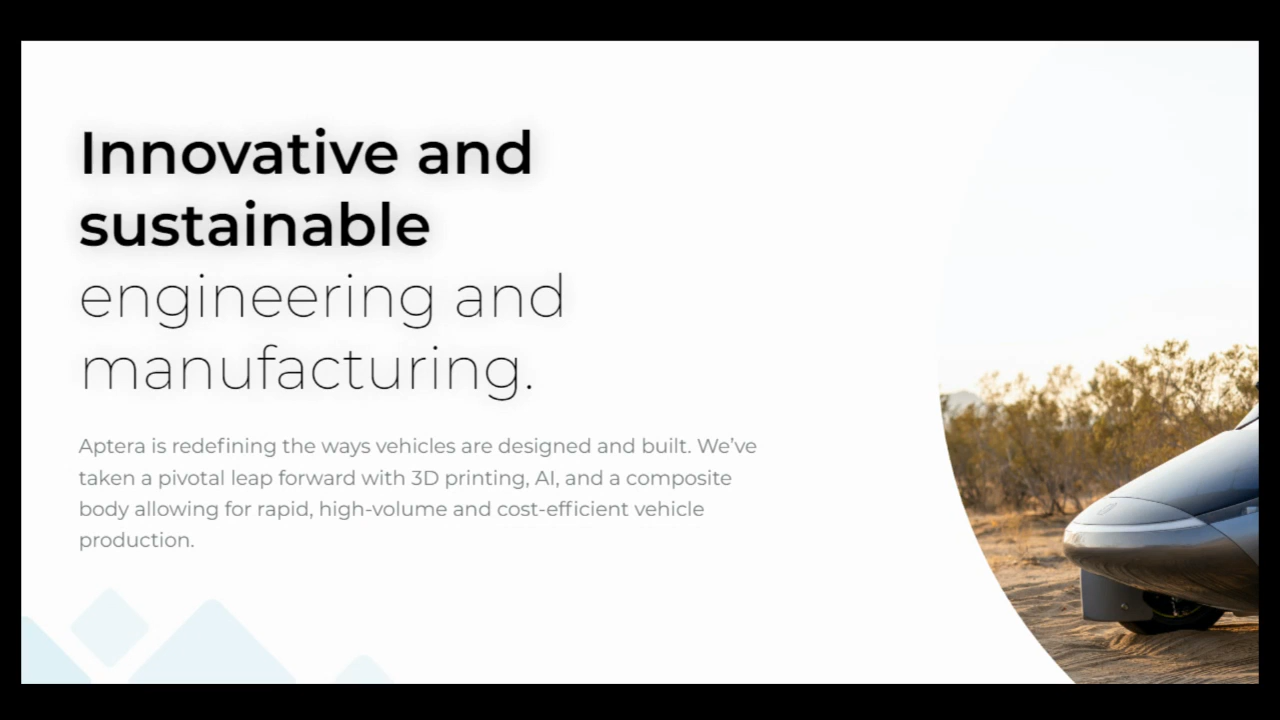 Innovative and
sustainable
engineering and
manufacturing.
Aptera is redefining the ways vehicles are designed and built. We’ve
taken a pivotal leap forward with 3D printing, AI, and a composite
body allowing for rapid, high-volume and cost-efficient vehicle
production.